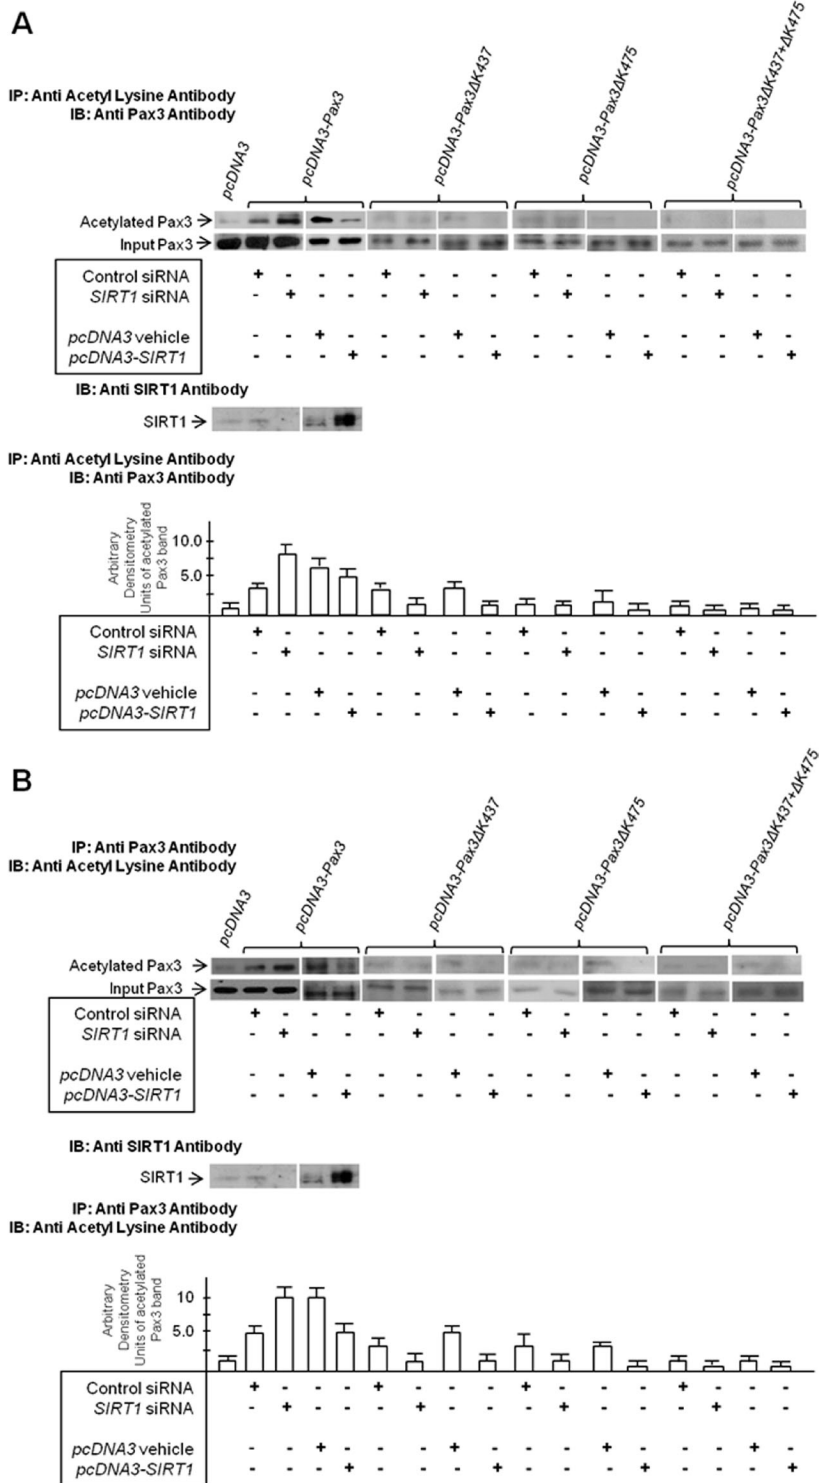 A
IP: Anti Acetyl Lysine Antibody
IB: Anti Pax3 Antibody
pcDNA3
pcDNA3-Pax3
pcDNA3-Pax3ΔK437
pcDNA3-Pax3ΔK475
pcDNA3-Pax3ΔK437+ΔK475
Acetylated Pax3
Input Pax3
Control siRNA - + - - - + - - - + - - - + - - -
SIRT1 siRNA - - + - - - + - - - + - - - + - -
pcDNA3 vehicle - - - + - - - + - - - + - - - + -
pcDNA3-SIRT1 - - - - + - - - + - - - + - - - +
IB: Anti SIRT1 Antibody
SIRT1
IP: Anti Acetyl Lysine Antibody
IB: Anti Pax3 Antibody
Arbitrary
Densitometry
Units of acetylated
Pax3 band
10.0
5.0
Control siRNA - + - - - + - - - + - - - + - - -
SIRT1 siRNA - - + - - - + - - - + - - - + - -
pcDNA3 vehicle - - - + - - - + - - - + - - - + -
pcDNA3-SIRT1 - - - - + - - - + - - - + - - - +
B
IP: Anti Pax3 Antibody
IB: Anti Acetyl Lysine Antibody
pcDNA3
pcDNA3-Pax3
pcDNA3-Pax3ΔK437
pcDNA3-Pax3ΔK475
pcDNA3-Pax3ΔK437+ΔK475
Acetylated Pax3
Input Pax3
Control siRNA - + - - - + - - - + - - - + - - -
SIRT1 siRNA - - + - - - + - - - + - - - + - -
pcDNA3 vehicle - - - + - - - + - - - + - - - + -
pcDNA3-SIRT1 - - - - + - - - + - - - + - - - +
IB: Anti SIRT1 Antibody
SIRT1
IP: Anti Pax3 Antibody
IB: Anti Acetyl Lysine Antibody
Arbitrary
Densitometry
Units of acetylated
Pax3 band
10
5.0
Control siRNA - + - - - + - - - + - - - + - - -
SIRT1 siRNA - - + - - - + - - - + - - - + - -
pcDNA3 vehicle - - - + - - - + - - - + - - - + -
pcDNA3-SIRT1 - - - - + - - - + - - - + - - - +